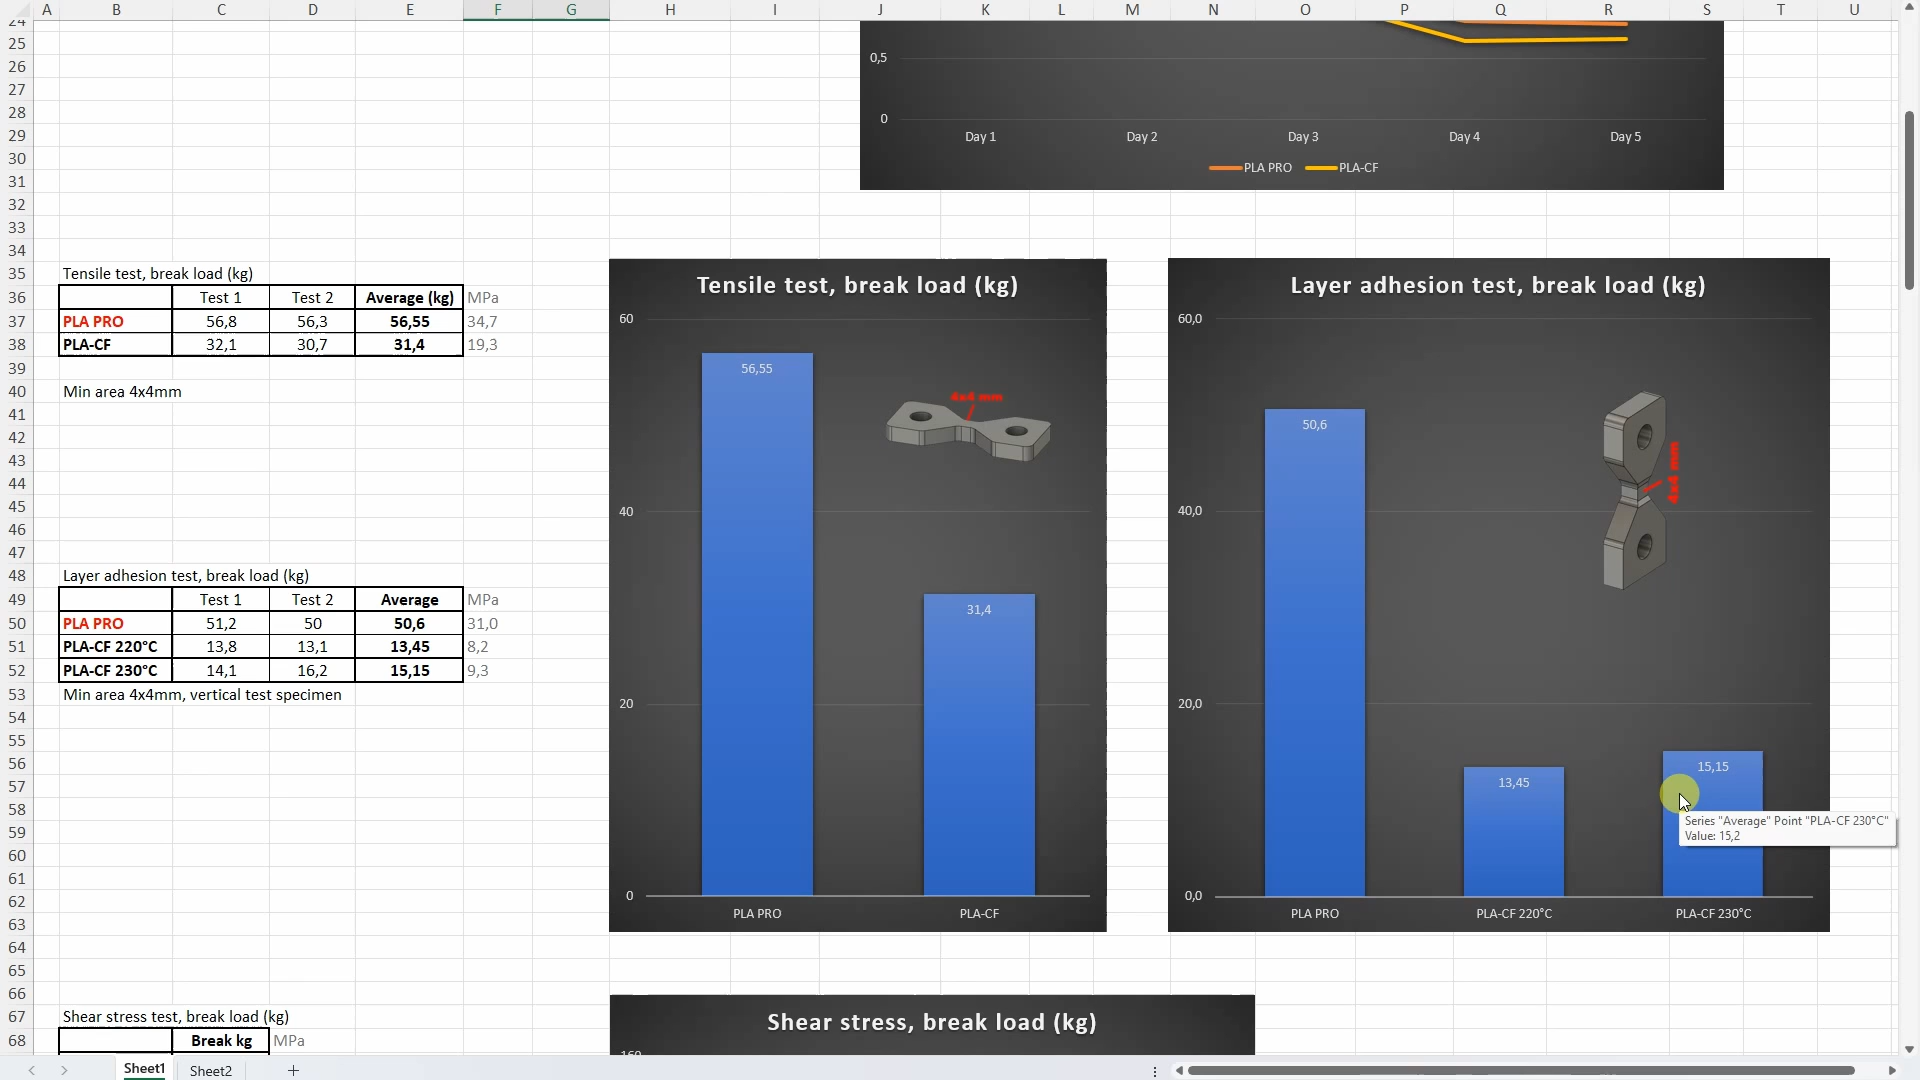 A B C D E F G H I J K L M N O P Q R S T U
24
25
26
27
28
29
30
31
32
33
34
0,5
0
Day 1 Day 2 Day 3 Day 4 Day 5
PLA PRO PLA-CF
35 Tensile test, break load (kg)
36 Test 1 Test 2 Average (kg) MPa
37 PLA PRO 56,8 56,3 56,55 34,7
38 PLA-CF 32,1 30,7 31,4 19,3
39
40 Min area 4x4mm
41
42
43
44
45
46
47
48 Layer adhesion test, break load (kg)
49 Test 1 Test 2 Average MPa
50 PLA PRO 51,2 50 50,6 31,0
51 PLA-CF 220°C 13,8 13,1 13,45 8,2
52 PLA-CF 230°C 14,1 16,2 15,15 9,3
53 Min area 4x4mm, vertical test specimen
54
55
56
57
58
59
60
61
62
63
64
65
66
67 Shear stress test, break load (kg)
68 Break kg MPa
Tensile test, break load (kg)
60
40
20
0
56,55
31,4
4x4 mm
PLA PRO PLA-CF
Layer adhesion test, break load (kg)
60,0
40,0
20,0
0,0
50,6
13,45
15,15
4x4 mm
Series "Average" Point "PLA-CF 230°C"
Value: 15,2
PLA PRO PLA-CF 220°C PLA-CF 230°C
Shear stress, break load (kg)
160
Sheet1 Sheet2